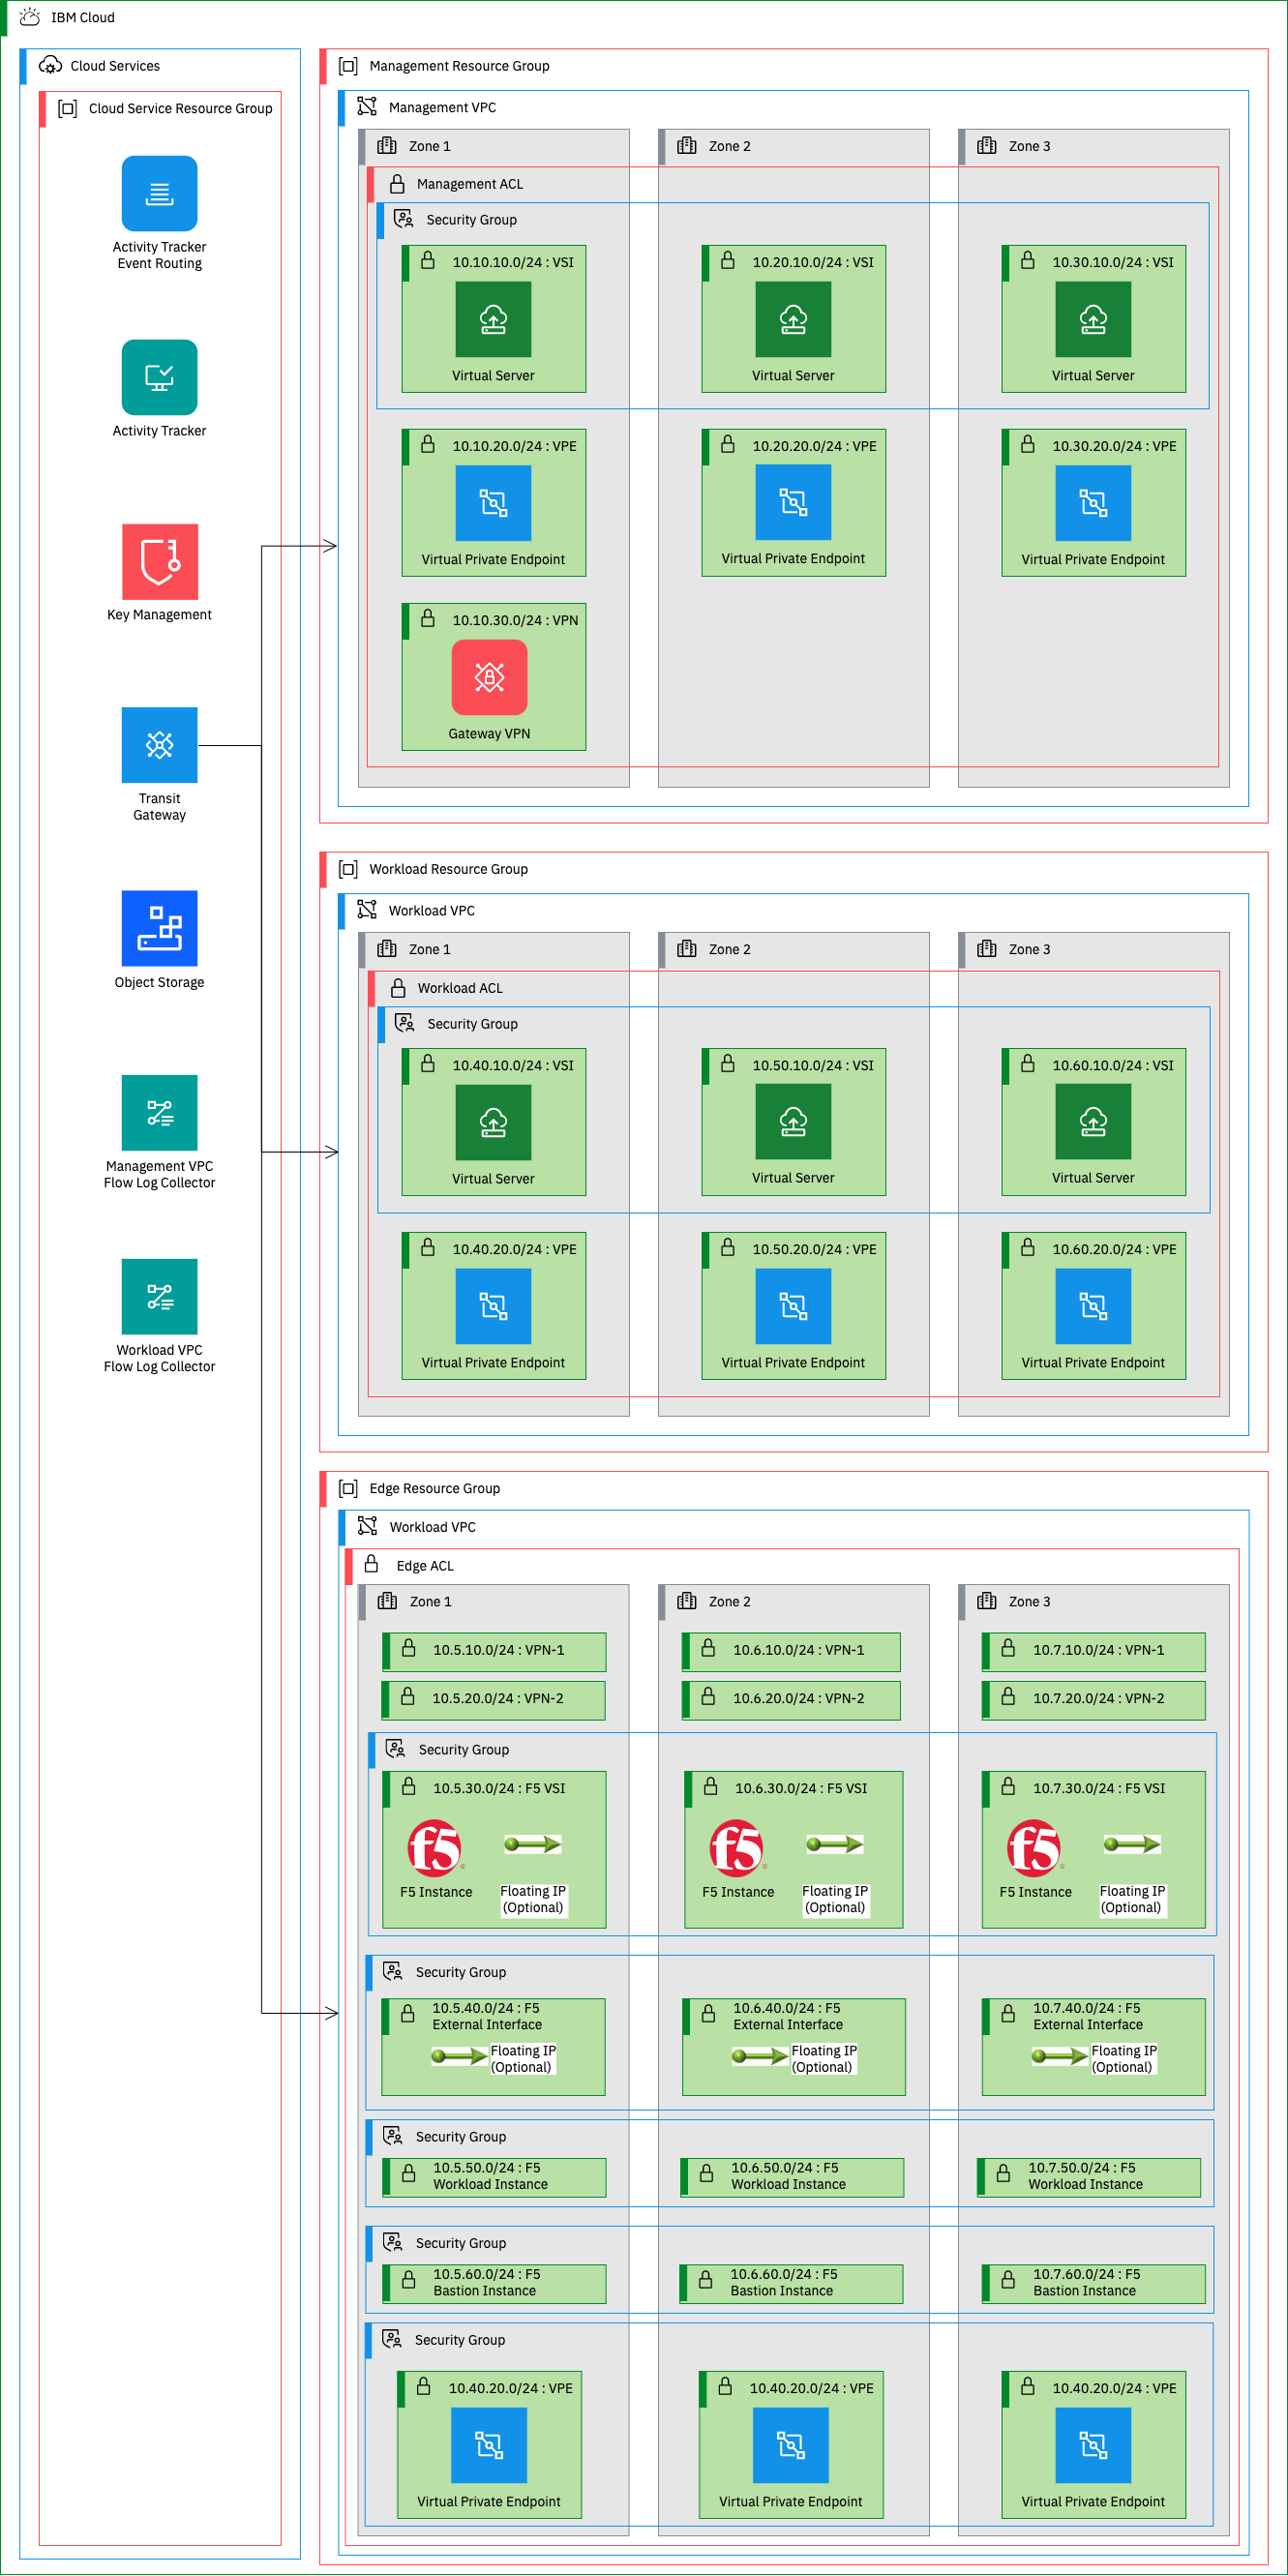 IBM Cloud
Cloud Services
Cloud Service Resource Group
Activity Tracker
Event Routing
Activity Tracker
Key Management
Transit
Gateway
Object Storage
Management VPC
Flow Log Collector
Workload VPC
Flow Log Collector
Management Resource Group
Management VPC
Zone 1
Zone 2
Zone 3
Management ACL
Security Group
10.10.10.0/24 : VSI
10.20.10.0/24 : VSI
10.30.10.0/24 : VSI
Virtual Server
Virtual Server
Virtual Server
10.10.20.0/24 : VPE
10.20.20.0/24 : VPE
10.30.20.0/24 : VPE
Virtual Private Endpoint
Virtual Private Endpoint
Virtual Private Endpoint
10.10.30.0/24 : VPN
Gateway VPN
Workload Resource Group
Workload VPC
Zone 1
Zone 2
Zone 3
Workload ACL
Security Group
10.40.10.0/24 : VSI
10.50.10.0/24 : VSI
10.60.10.0/24 : VSI
Virtual Server
Virtual Server
Virtual Server
10.40.20.0/24 : VPE
10.50.20.0/24 : VPE
10.60.20.0/24 : VPE
Virtual Private Endpoint
Virtual Private Endpoint
Virtual Private Endpoint
Edge Resource Group
Workload VPC
Edge ACL
Zone 1
Zone 2
Zone 3
10.5.10.0/24 : VPN-1
10.6.10.0/24 : VPN-1
10.7.10.0/24 : VPN-1
10.5.20.0/24 : VPN-2
10.6.20.0/24 : VPN-2
10.7.20.0/24 : VPN-2
Security Group
10.5.30.0/24 : F5 VSI
10.6.30.0/24 : F5 VSI
10.7.30.0/24 : F5 VSI
f5
f5
f5
F5 Instance
Floating IP
(Optional)
F5 Instance
Floating IP
(Optional)
F5 Instance
Floating IP
(Optional)
Security Group
10.5.40.0/24 : F5
External Interface
Floating IP
(Optional)
10.6.40.0/24 : F5
External Interface
Floating IP
(Optional)
10.7.40.0/24 : F5
External Interface
Floating IP
(Optional)
Security Group
10.5.50.0/24 : F5
Workload Instance
10.6.50.0/24 : F5
Workload Instance
10.7.50.0/24 : F5
Workload Instance
Security Group
10.5.60.0/24 : F5
Bastion Instance
10.6.60.0/24 : F5
Bastion Instance
10.7.60.0/24 : F5
Bastion Instance
Security Group
10.40.20.0/24 : VPE
10.40.20.0/24 : VPE
10.40.20.0/24 : VPE
Virtual Private Endpoint
Virtual Private Endpoint
Virtual Private Endpoint